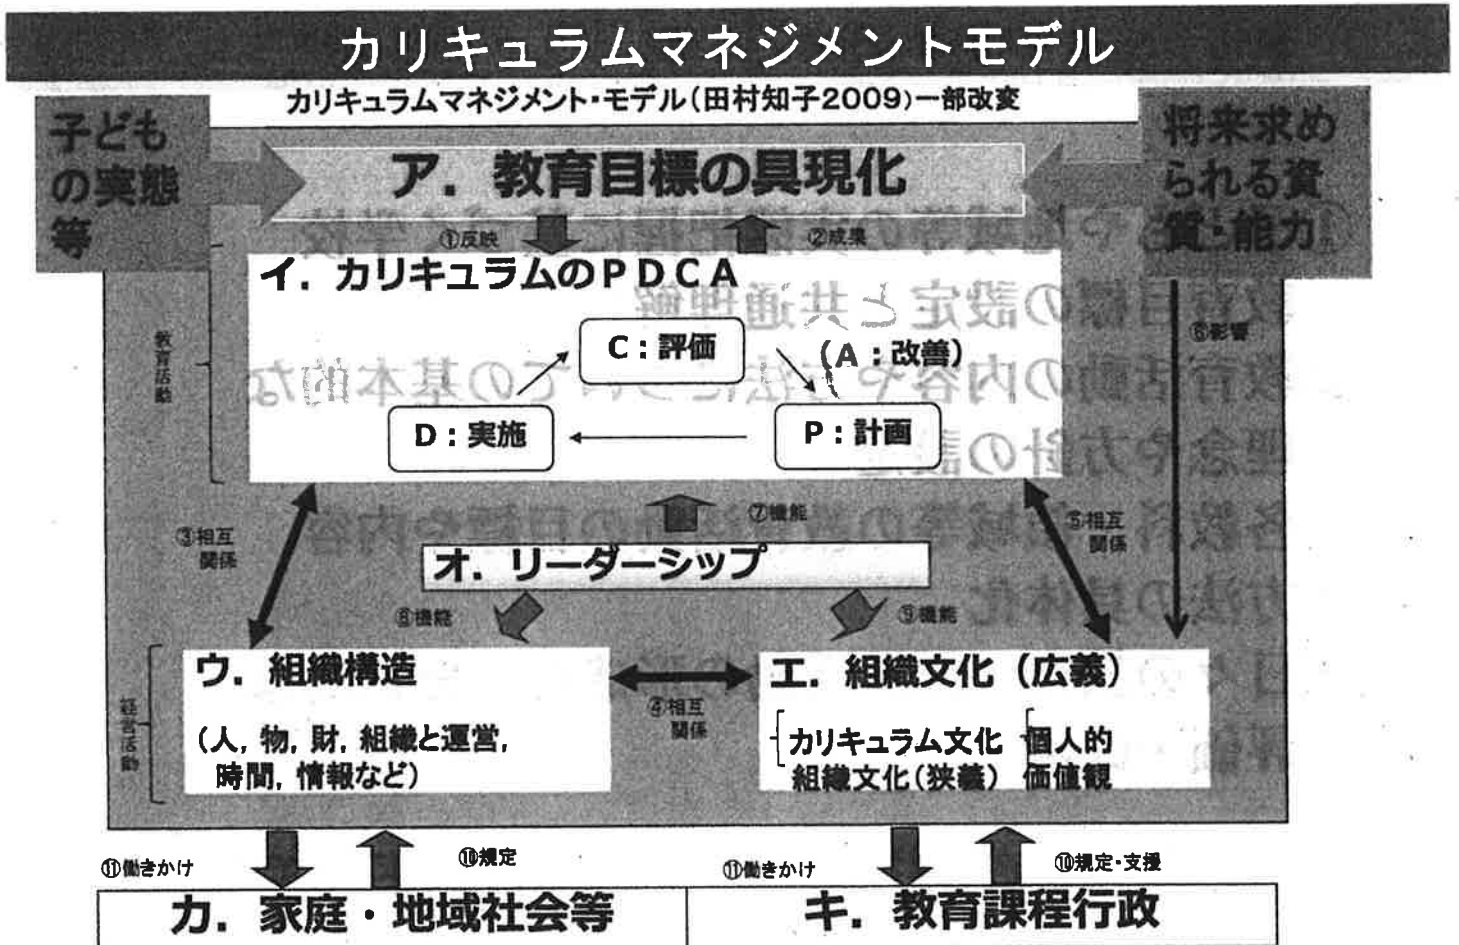 カリキュラムマネジメントモデル
カリキュラムマネジメント・モデル(田村知子2009)一部改変
子ども
の実態
等
将来求め
られる資
質・能力
ア. 教育目標の具現化
①反映
②成果
イ. カリキュラムのPDCA
C:評価
(A:改善)
D:実施
P:計画
教育活動
⑥影響
③相互
関係
⑦機能
⑤相互
関係
オ. リーダーシップ
⑧機能
⑨機能
ウ. 組織構造
(人, 物, 財, 組織と運営,
時間, 情報など)
④相互
関係
エ. 組織文化(広義)
カリキュラム文化
組織文化(狭義)
個人的
価値観
経営活動
⑪働きかけ
⑩規定
⑪働きかけ
⑩規定・支援
カ. 家庭・地域社会等
キ. 教育課程行政